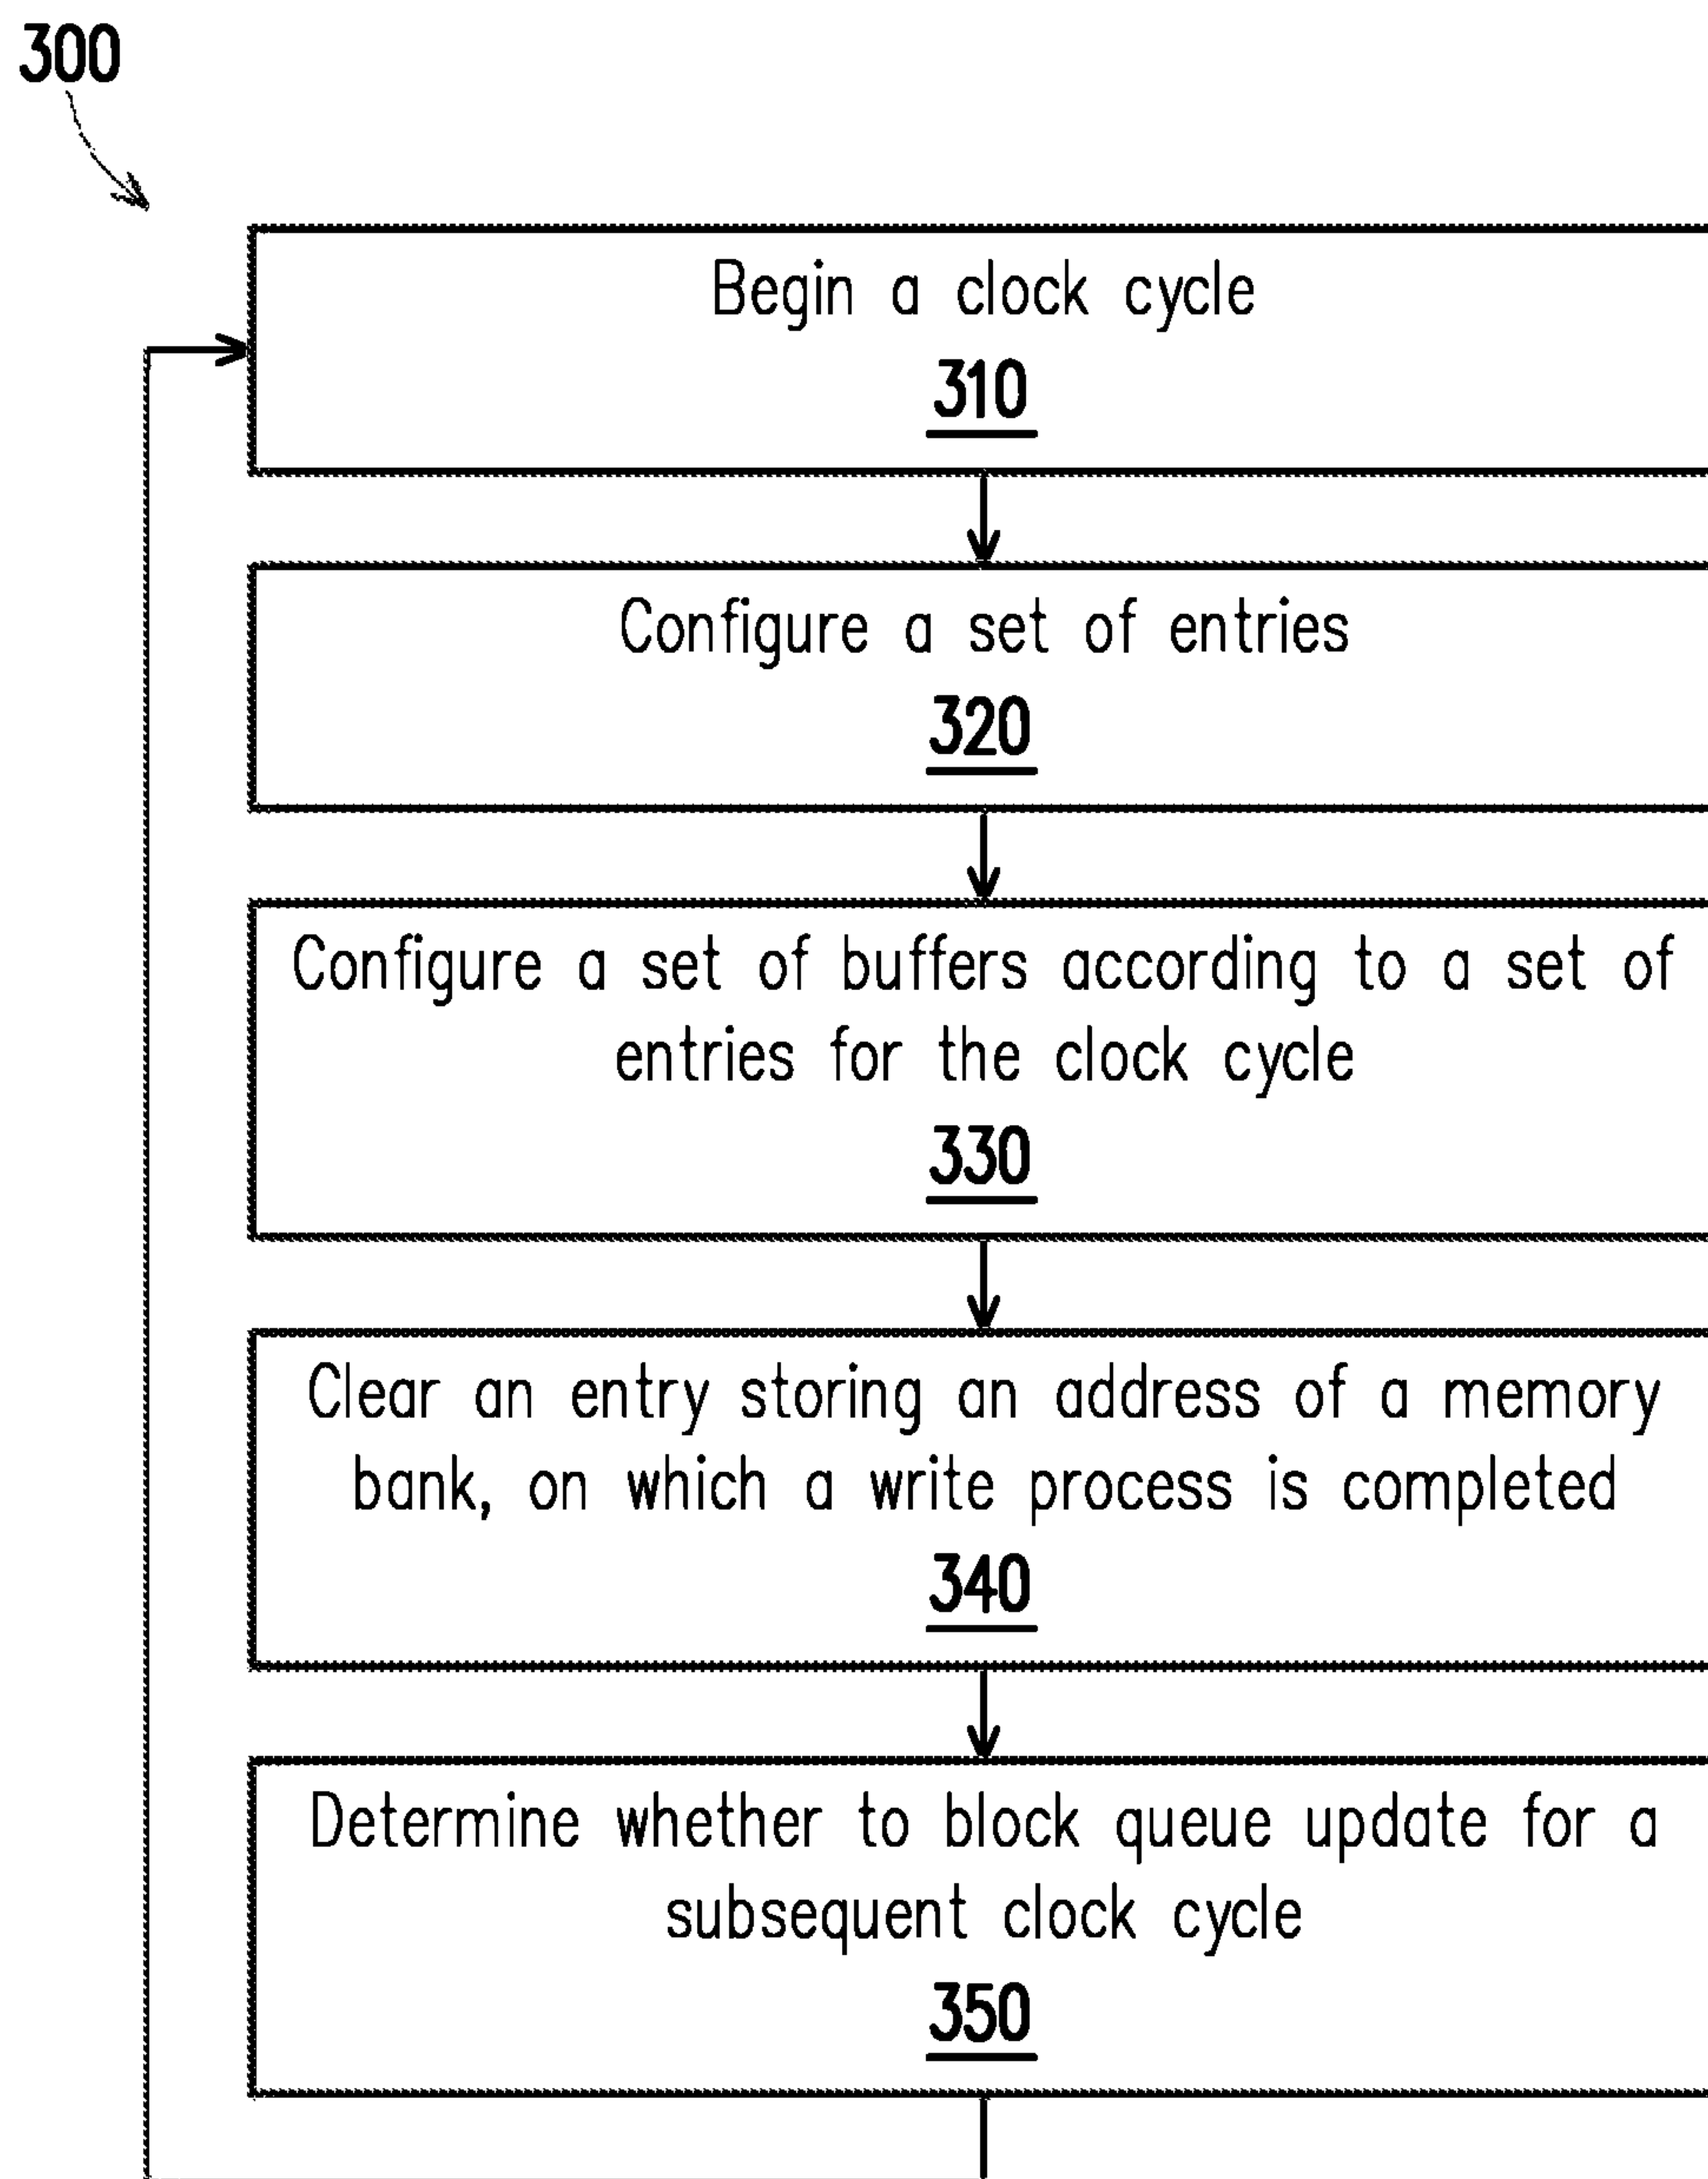 300
Begin a clock cycle
310
Configure a set of entries
320
Configure a set of buffers according to a set of
entries for the clock cycle
330
Clear an entry storing an address of a memory
bank, on which a write process is completed
340
Determine whether to block queue update for a
subsequent clock cycle
350